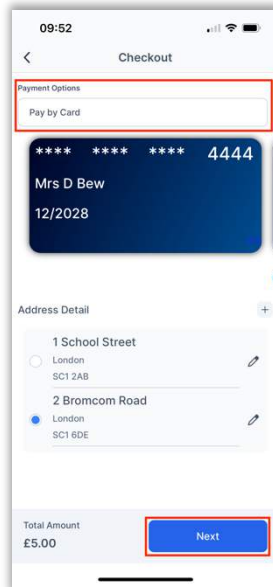 09:52
Checkout
Payment Options
Pay by Card
**** **** **** 4444
Mrs D Bew
12/2028
Address Detail
1 School Street
London
SC1 2AB
2 Bromcom Road
London
SC1 6DE
Total Amount
£5.00
Next